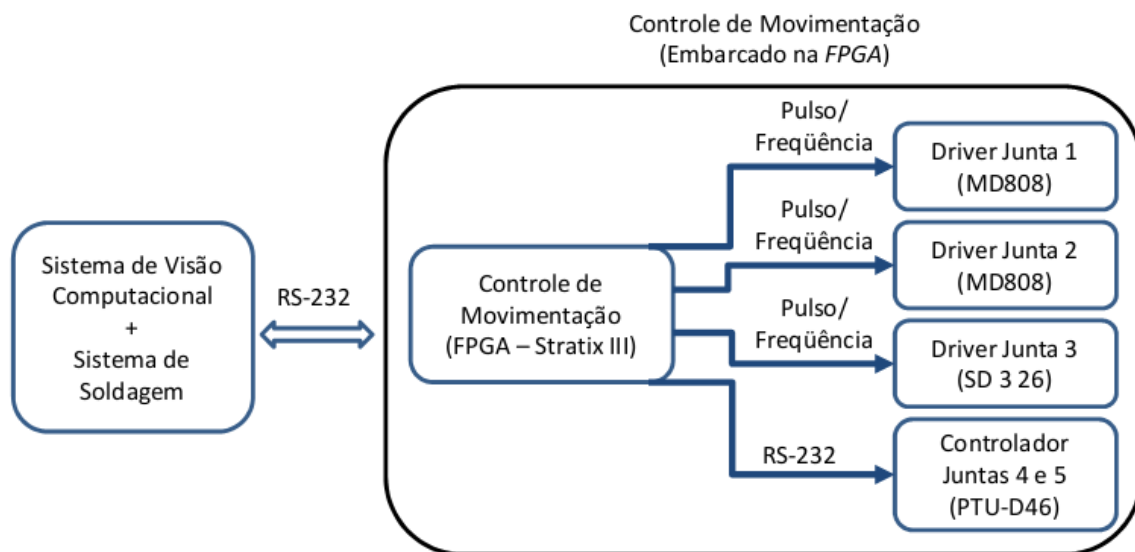 Controle de Movimentação
(Embarcado na FPGA)
Pulso/
Freqüência
Driver Junta 1
(MD808)
Pulso/
Freqüência
Driver Junta 2
(MD808)
Sistema de Visão
Computacional
+
Sistema de
Soldagem
RS-232
Controle de
Movimentação
(FPGA – Stratix III)
Pulso/
Freqüência
Driver Junta 3
(SD 3 26)
RS-232
Controlador
Juntas 4 e 5
(PTU-D46)